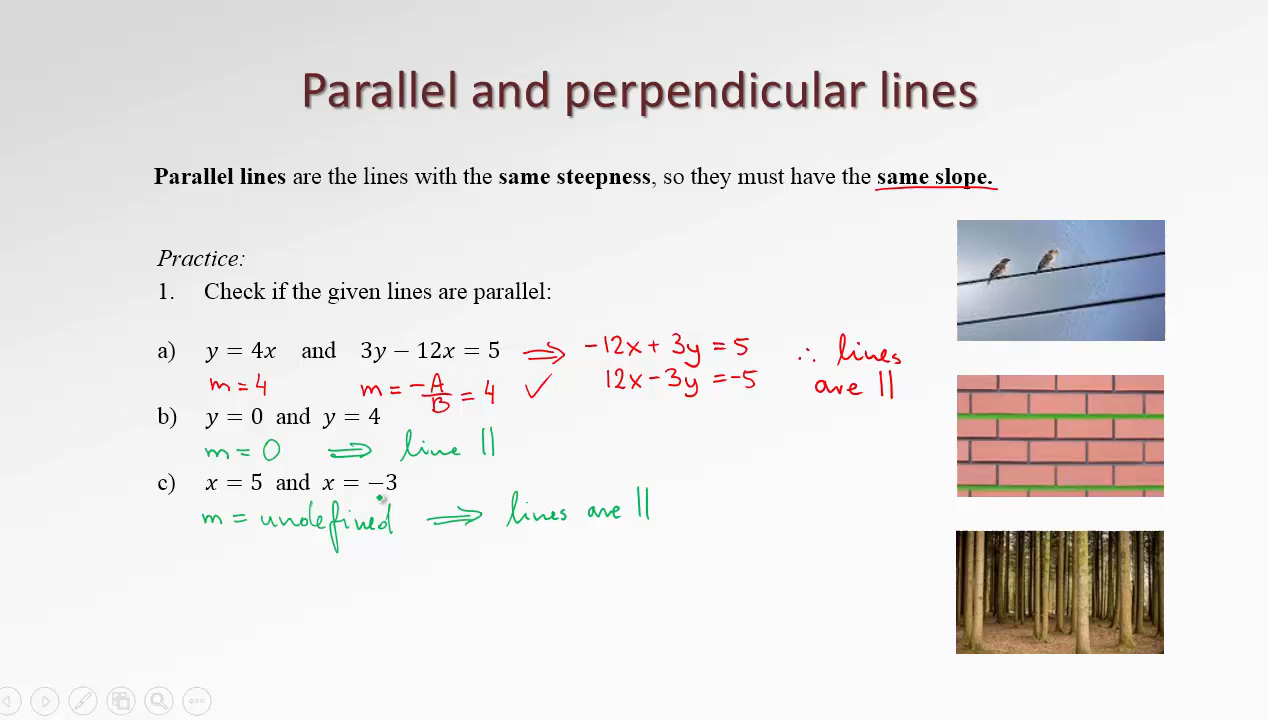 Parallel and perpendicular lines
Parallel lines are the lines with the same steepness, so they must have the same slope.
Practice:
1. Check if the given lines are parallel:
a) y = 4x and 3y − 12x = 5 ⟹ -12x + 3y = 5 ∴ lines
m = 4 m = -A/B = 4 ✓ 12x - 3y = -5 are ||
b) y = 0 and y = 4
m = 0 ⟹ line ||
c) x = 5 and x = −3
m = undefined ⟹ lines are ||